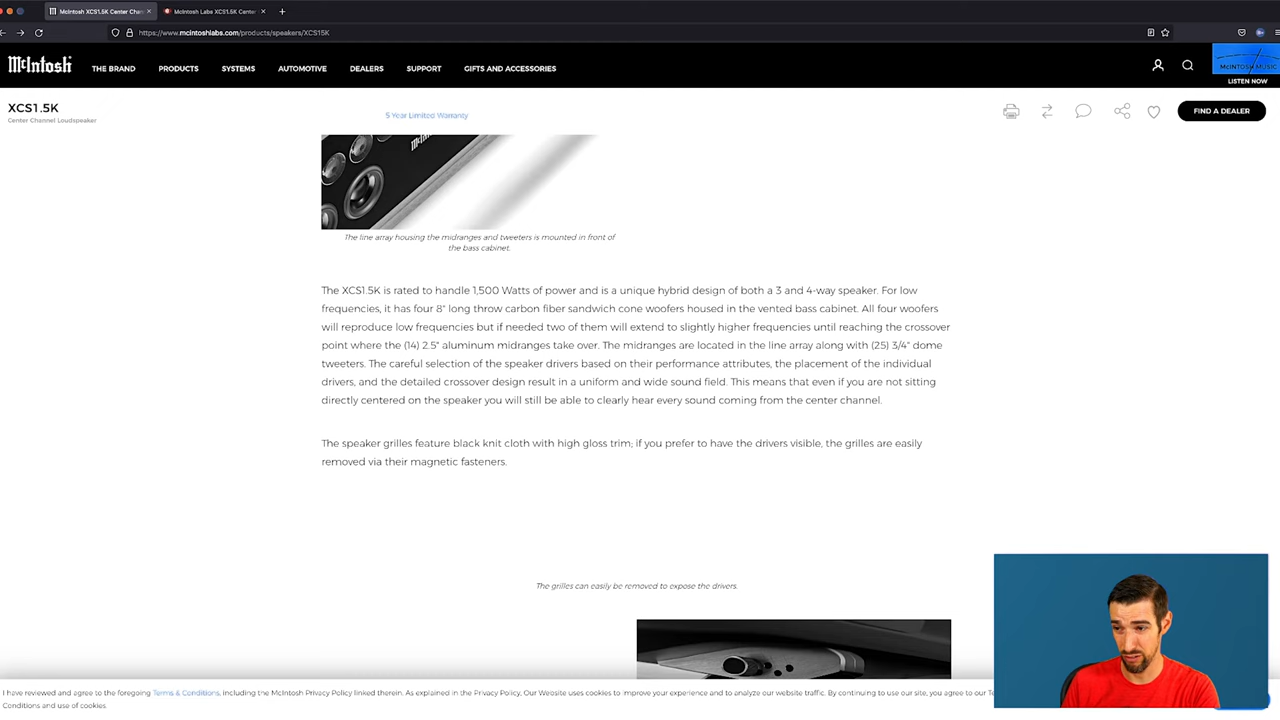 McIntosh XCS1.5K Center Chan
McIntosh Labs XCS1.5K Center
https://www.mcintoshlabs.com/products/speakers/XCS15K
McIntosh
THE BRAND
PRODUCTS
SYSTEMS
AUTOMOTIVE
DEALERS
SUPPORT
GIFTS AND ACCESSORIES
McINTOSH MUSIC
LISTEN NOW
XCS1.5K
Center Channel Loudspeaker
5 Year Limited Warranty
FIND A DEALER
The line array housing the midranges and tweeters is mounted in front of
the bass cabinet.
The XCS1.5K is rated to handle 1,500 Watts of power and is a unique hybrid design of both a 3 and 4-way speaker. For low
frequencies, it has four 8" long throw carbon fiber sandwich cone woofers housed in the vented bass cabinet. All four woofers
will reproduce low frequencies but if needed two of them will extend to slightly higher frequencies until reaching the crossover
point where the (14) 2.5" aluminum midranges take over. The midranges are located in the line array along with (25) 3/4" dome
tweeters. The careful selection of the speaker drivers based on their performance attributes, the placement of the individual
drivers, and the detailed crossover design result in a uniform and wide sound field. This means that even if you are not sitting
directly centered on the speaker you will still be able to clearly hear every sound coming from the center channel.
The speaker grilles feature black knit cloth with high gloss trim; if you prefer to have the drivers visible, the grilles are easily
removed via their magnetic fasteners.
The grilles can easily be removed to expose the drivers.
I have reviewed and agree to the foregoing Terms & Conditions, including the McIntosh Privacy Policy linked therein. As explained in the Privacy Policy, Our Website uses cookies to improve your experience and to analyze our website traffic. By continuing to use our site, you agree to our Te
Conditions and use of cookies.